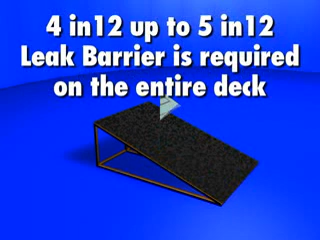 4 in12 up to 5 in12
Leak Barrier is required
on the entire deck